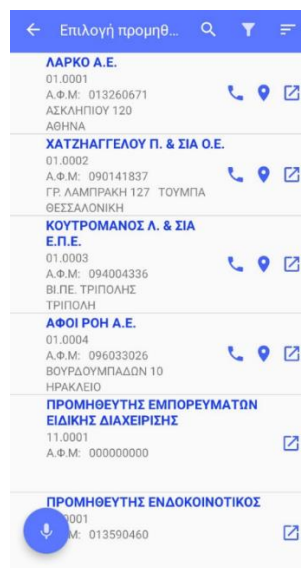 Επιλογή προμηθ...
ΛΑΡΚΟ Α.Ε.
01.0001
Α.Φ.Μ: 013260671
ΑΣΚΛΗΠΙΟΥ 120
ΑΘΗΝΑ
ΧΑΤΖΗΑΓΓΕΛΟΥ Π. & ΣΙΑ Ο.Ε.
01.0002
Α.Φ.Μ: 090141837
ΓΡ. ΛΑΜΠΡΑΚΗ 127 ΤΟΥΜΠΑ
ΘΕΣΣΑΛΟΝΙΚΗ
ΚΟΥΤΡΟΜΑΝΟΣ Λ. & ΣΙΑ
Ε.Π.Ε.
01.0003
Α.Φ.Μ: 094004336
ΒΙ.ΠΕ. ΤΡΙΠΟΛΗΣ
ΤΡΙΠΟΛΗ
ΑΦΟΙ ΡΟΗ Α.Ε.
01.0004
Α.Φ.Μ: 096033026
ΒΟΥΡΔΟΥΜΠΑΔΩΝ 10
ΗΡΑΚΛΕΙΟ
ΠΡΟΜΗΘΕΥΤΗΣ ΕΜΠΟΡΕΥΜΑΤΩΝ
ΕΙΔΙΚΗΣ ΔΙΑΧΕΙΡΙΣΗΣ
11.0001
Α.Φ.Μ: 000000000
ΠΡΟΜΗΘΕΥΤΗΣ ΕΝΔΟΚΟΙΝΟΤΙΚΟΣ
0001
Μ: 013590460